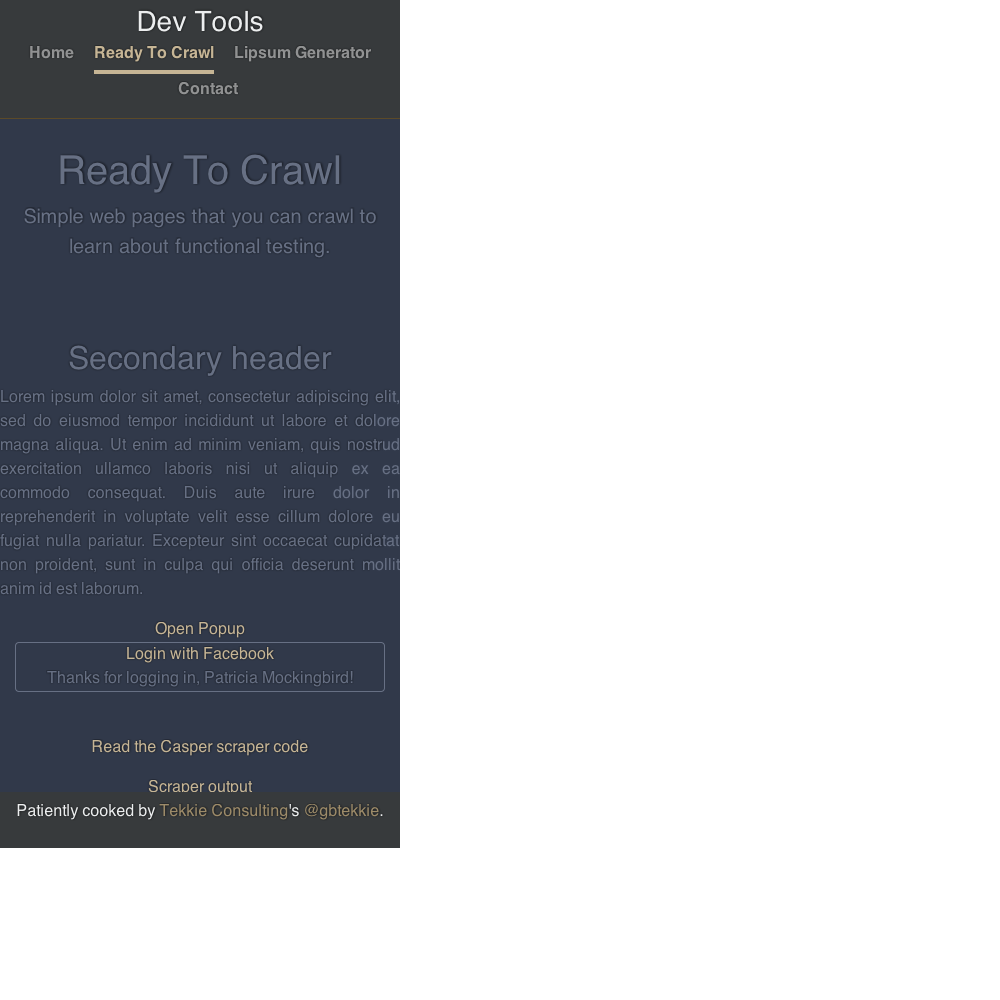 Dev Tools
Home Ready To Crawl Lipsum Generator
Contact
Ready To Crawl
Simple web pages that you can crawl to
learn about functional testing.
Secondary header
Lorem ipsum dolor sit amet, consectetur adipiscing elit,
sed do eiusmod tempor incididunt ut labore et dolore
magna aliqua. Ut enim ad minim veniam, quis nostrud
exercitation ullamco laboris nisi ut aliquip ex ea
commodo consequat. Duis aute irure dolor in
reprehenderit in voluptate velit esse cillum dolore eu
fugiat nulla pariatur. Excepteur sint occaecat cupidatat
non proident, sunt in culpa qui officia deserunt mollit
anim id est laborum.
Open Popup
Login with Facebook
Thanks for logging in, Patricia Mockingbird!
Read the Casper scraper code
Scraper output
Patiently cooked by Tekkie Consulting's @gbtekkie.